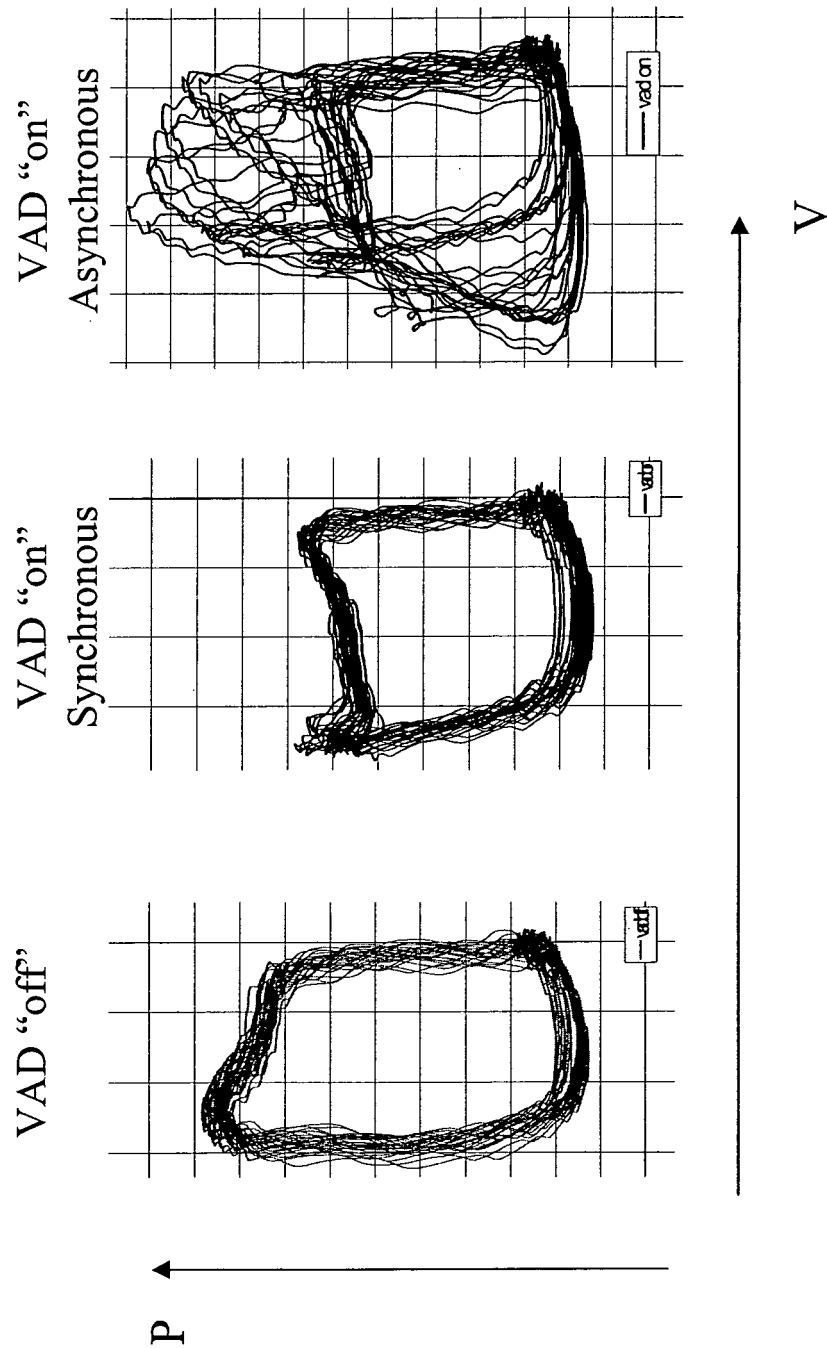 VAD “off”
VAD “on”
Synchronous
VAD “on”
Asynchronous
P
vad on
V